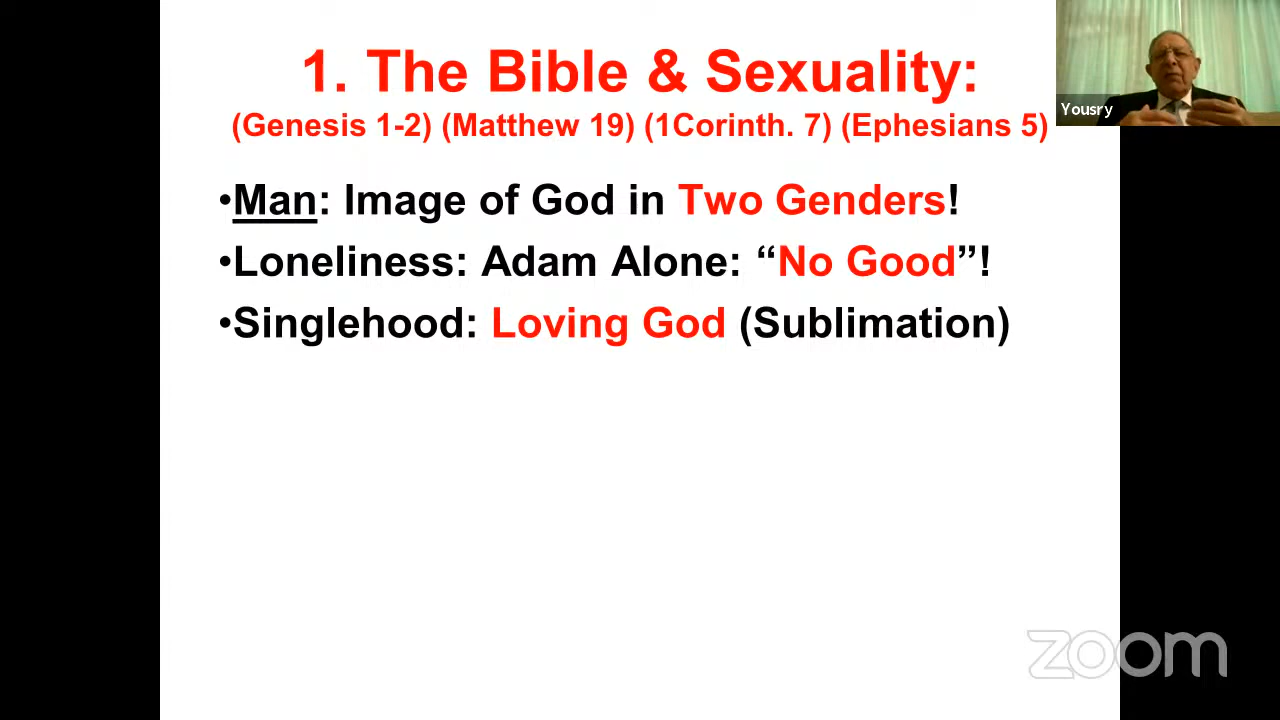 1. The Bible & Sexuality:
(Genesis 1-2) (Matthew 19) (1Corinth. 7) (Ephesians 5)
Yousry
•Man: Image of God in Two Genders!
•Loneliness: Adam Alone: “No Good”!
•Singlehood: Loving God (Sublimation)
zoom